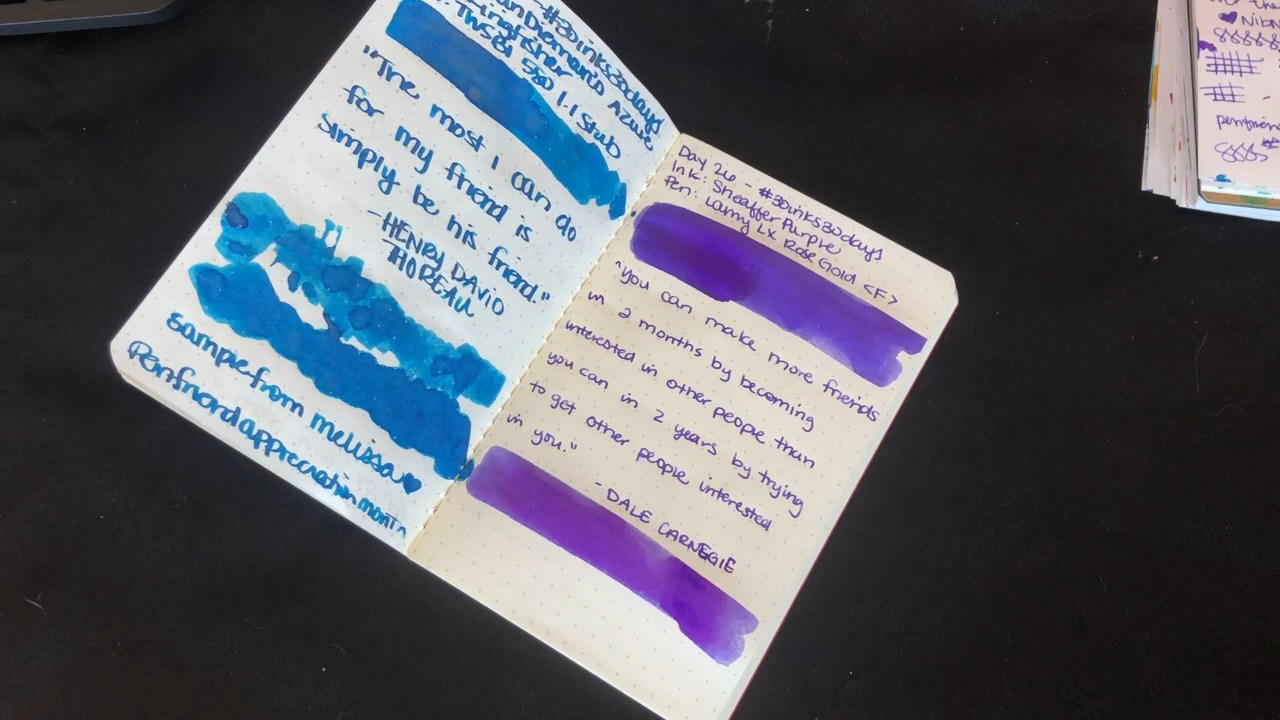 #30inks30days
VanDieman's
Kingfisher Azure
TWSBI 580 1.1 Stub
"The most I can do
for my friend is
simply be his friend."
-HENRY DAVID
THOREAU
sample from melissa♥
Penfriend appreciation month
Day 26 - #30inks30days
Ink: Sheaffer Purple
Pen: Lamy LX Rose Gold <F>
"you can make more friends
in 2 months by becoming
interested in other people than
you can in 2 years by trying
to get other people interested
in you."
-DALE CARNEGIE